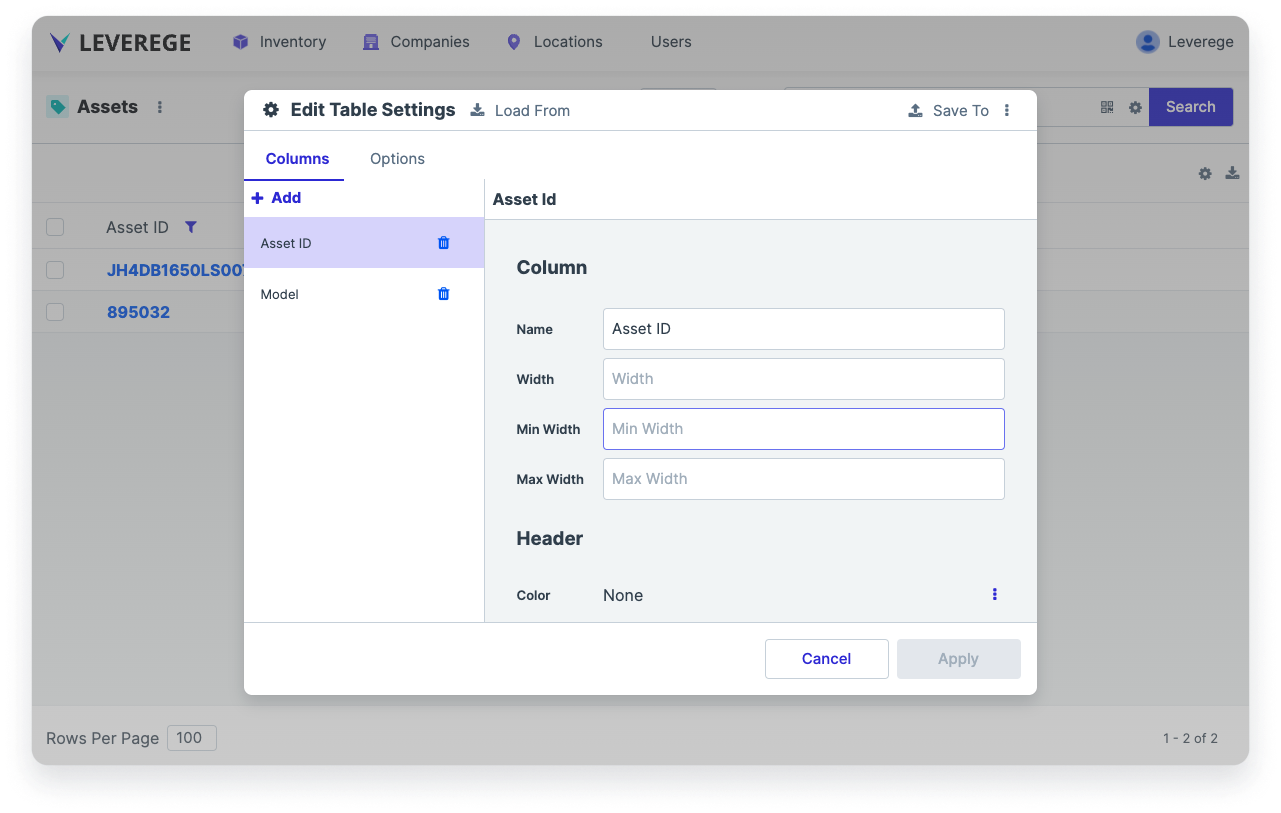 LEVEREGE
Inventory
Companies
Locations
Users
Leverege
Assets
Search
Edit Table Settings
Load From
Save To
Columns
Options
Add
Asset Id
Asset ID
Model
Column
Name
Asset ID
Width
Width
Min Width
Min Width
Max Width
Max Width
Header
Color
None
Cancel
Apply
Asset ID
JH4DB1650LS00
895032
Rows Per Page
100
1 - 2 of 2